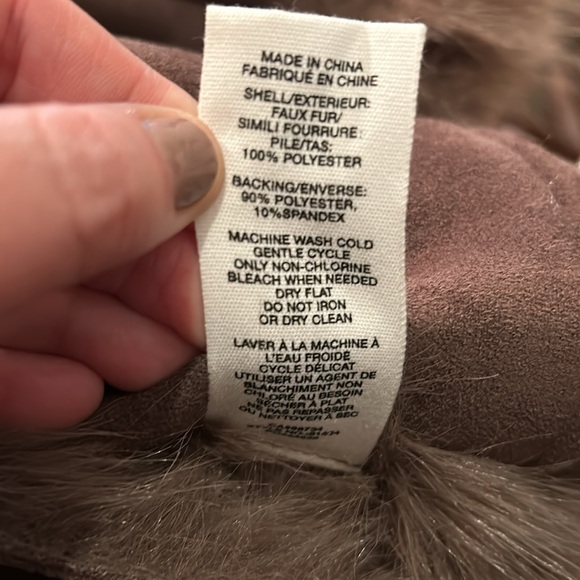 MADE IN CHINA
FABRIQUÉ EN CHINE
SHELL/EXTERIEUR:
FAUX FUR/
SIMILI FOURRURE:
PILE/TAS:
100% POLYESTER
BACKING/ENVERSE:
90% POLYESTER,
10%SPANDEX
MACHINE WASH COLD
GENTLE CYCLE
ONLY NON-CHLORINE
BLEACH WHEN NEEDED
DRY FLAT
DO NOT IRON
OR DRY CLEAN
LAVER À LA MACHINE À
L'EAU FROIDE
CYCLE DÉLICAT
UTILISER UN AGENT DE
BLANCHIMENT NON
CHLORÉ AU BESOIN
SÉCHER À PLAT
NE PAS REPASSER
OU NETTOYER À SEC